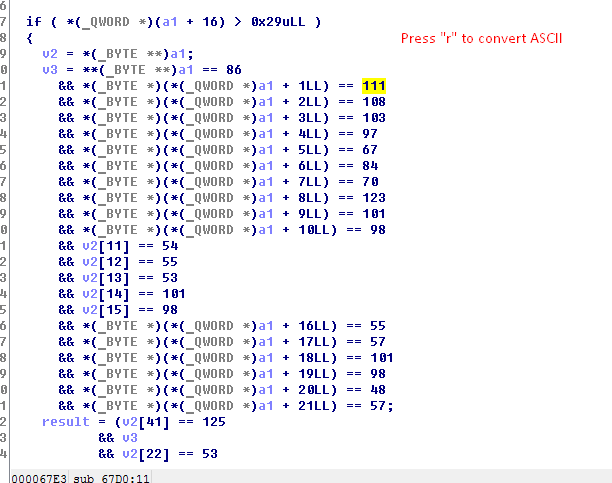 6
7 if ( *(_QWORD *)(a1 + 16) > 0x29uLL )
Press "r" to convert ASCII
8 {
9 v2 = *(_BYTE **)a1;
0 v3 = **(_BYTE **)a1 == 86
1 && *(_BYTE *)(*(_QWORD *)a1 + 1LL) == 111
2 && *(_BYTE *)(*(_QWORD *)a1 + 2LL) == 108
3 && *(_BYTE *)(*(_QWORD *)a1 + 3LL) == 103
4 && *(_BYTE *)(*(_QWORD *)a1 + 4LL) == 97
5 && *(_BYTE *)(*(_QWORD *)a1 + 5LL) == 67
6 && *(_BYTE *)(*(_QWORD *)a1 + 6LL) == 84
7 && *(_BYTE *)(*(_QWORD *)a1 + 7LL) == 70
8 && *(_BYTE *)(*(_QWORD *)a1 + 8LL) == 123
9 && *(_BYTE *)(*(_QWORD *)a1 + 9LL) == 101
0 && *(_BYTE *)(*(_QWORD *)a1 + 10LL) == 98
1 && v2[11] == 54
2 && v2[12] == 55
3 && v2[13] == 53
4 && v2[14] == 101
5 && v2[15] == 98
6 && *(_BYTE *)(*(_QWORD *)a1 + 16LL) == 55
7 && *(_BYTE *)(*(_QWORD *)a1 + 17LL) == 57
8 && *(_BYTE *)(*(_QWORD *)a1 + 18LL) == 101
9 && *(_BYTE *)(*(_QWORD *)a1 + 19LL) == 98
0 && *(_BYTE *)(*(_QWORD *)a1 + 20LL) == 48
1 && *(_BYTE *)(*(_QWORD *)a1 + 21LL) == 57;
2 result = (v2[41] == 125
3 && v3
4 && v2[22] == 53
000067E3 sub_67D0:11